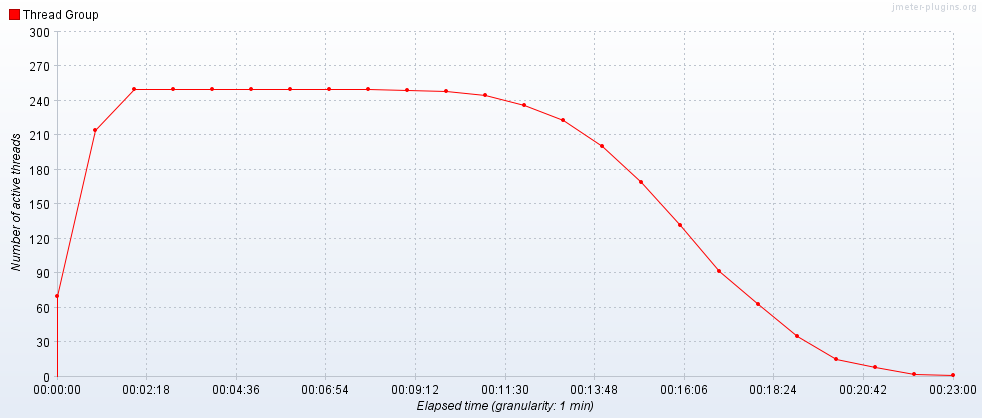 jmeter-plugins.org
Thread Group
300
270
240
210
180
150
120
90
60
30
0
Number of active threads
00:00:00 00:02:18 00:04:36 00:06:54 00:09:12 00:11:30 00:13:48 00:16:06 00:18:24 00:20:42 00:23:00
Elapsed time (granularity: 1 min)